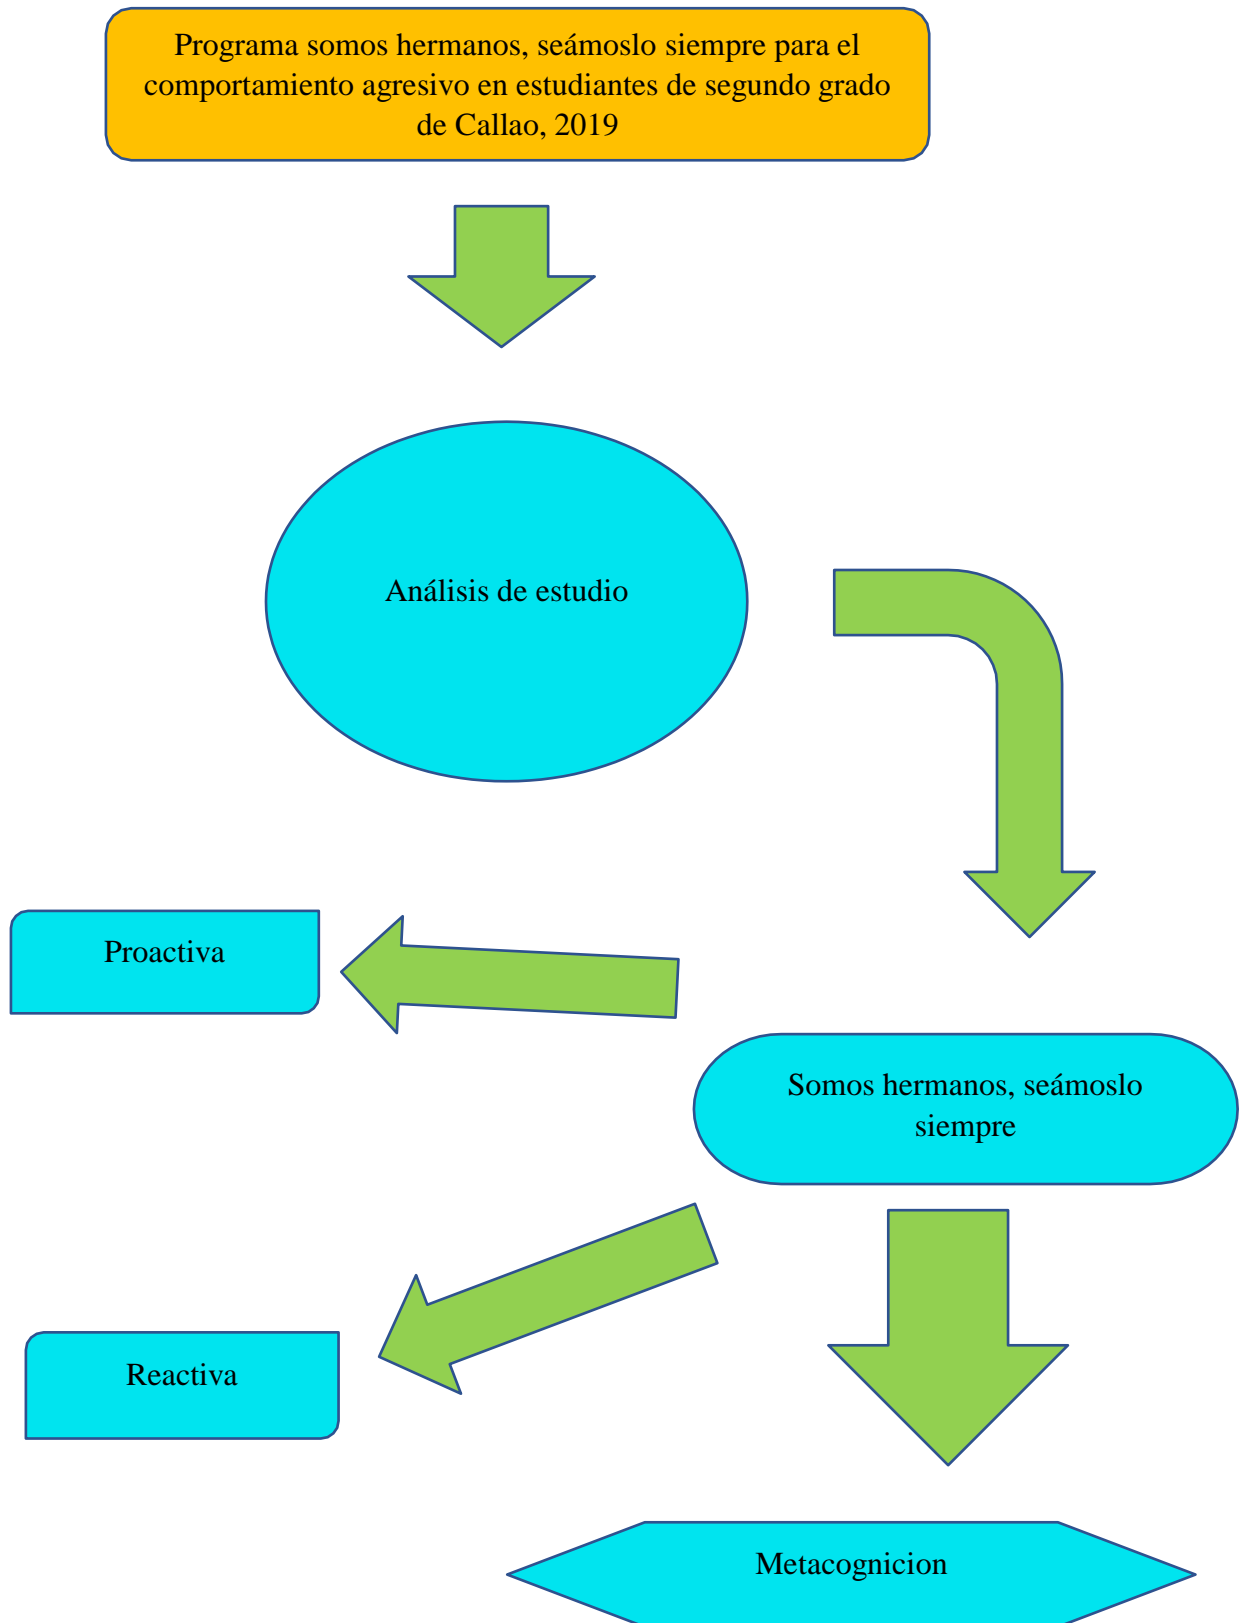 Programa somos hermanos, seámoslo siempre para el
comportamiento agresivo en estudiantes de segundo grado
de Callao, 2019
Análisis de estudio
Proactiva
Somos hermanos, seámoslo
siempre
Reactiva
Metacognicion